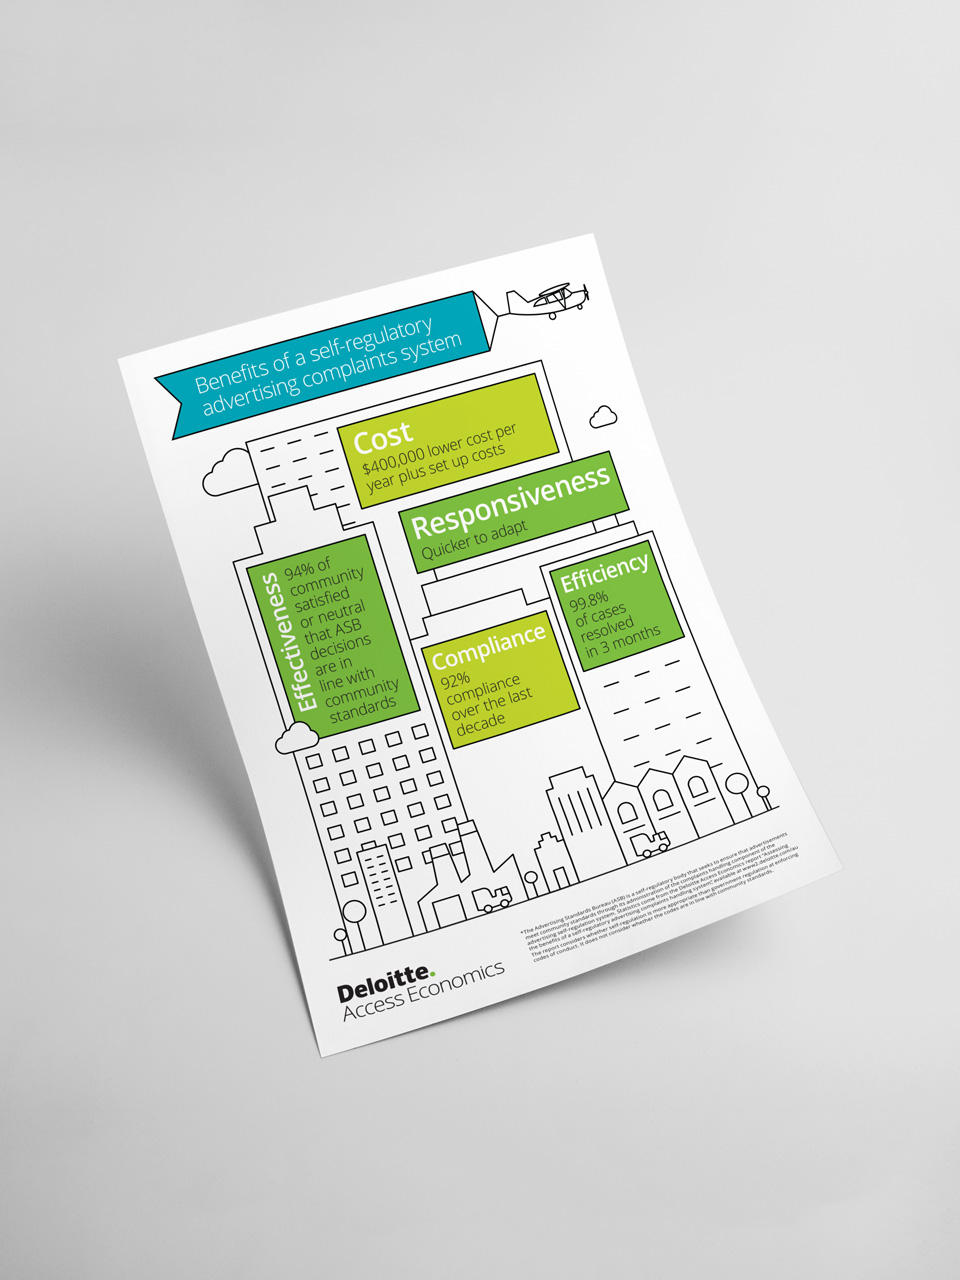 Benefits of a self-regulatory
advertising complaints system
Cost
$400,000 lower cost per
year plus set up costs
Responsiveness
Quicker to adapt
Effectiveness
94% of
community
satisfied
or neutral
that ASB
decisions
are in
line with
community
standards
Efficiency
99.8%
of cases
resolved
in 3 months
Compliance
92%
compliance
over the last
decade
*The Advertising Standards Bureau (ASB) is a self-regulatory body that seeks to ensure that advertisements
meet community standards through its administration of the complaints handling component of the
advertising self-regulation system. Statistics come from the Deloitte Access Economics report "Assessing
the benefits of a self-regulatory advertising complaints handling system", available at www2.deloitte.com/au
The report considers whether self-regulation is more appropriate than government regulation at enforcing
codes of conduct. It does not consider whether the codes are in line with community standards.
Deloitte.
Access Economics